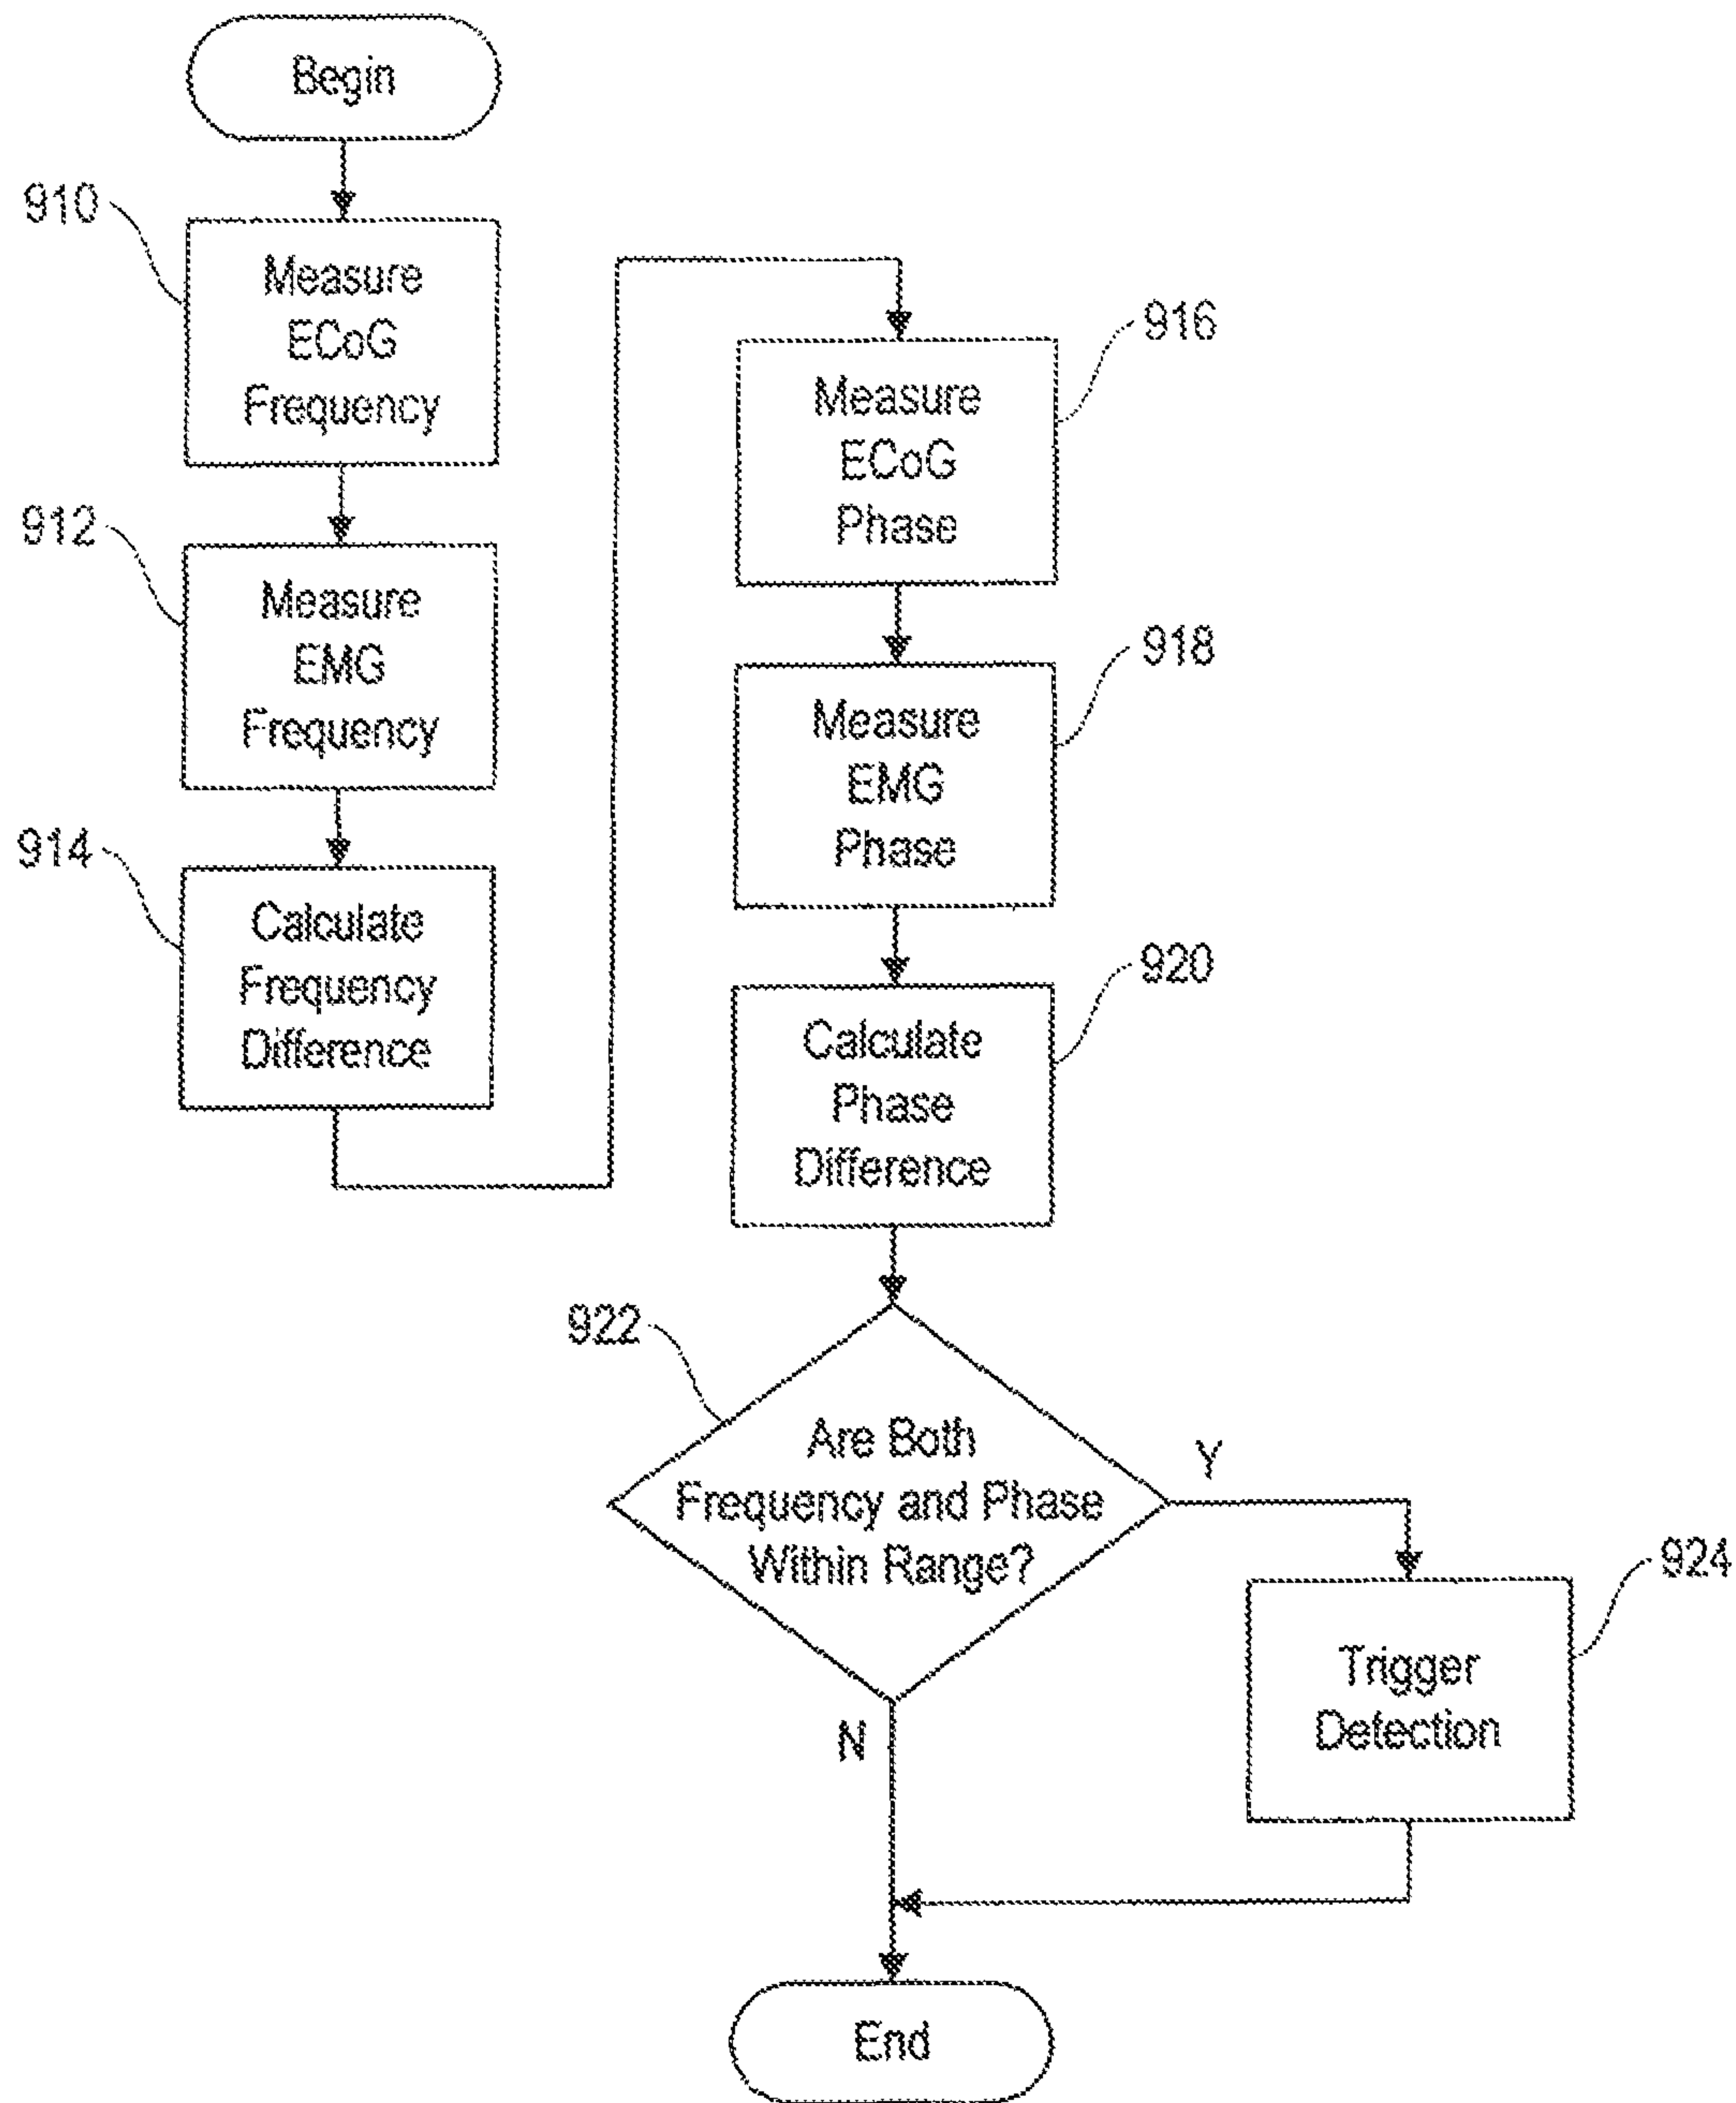 Begin
910
Measure
ECoG
Frequency
912
Measure
EMG
Frequency
914
Calculate
Frequency
Difference
916
Measure
ECoG
Phase
918
Measure
EMG
Phase
920
Calculate
Phase
Difference
922
Are Both
Frequency and Phase
Within Range?
Y
N
924
Trigger
Detection
End